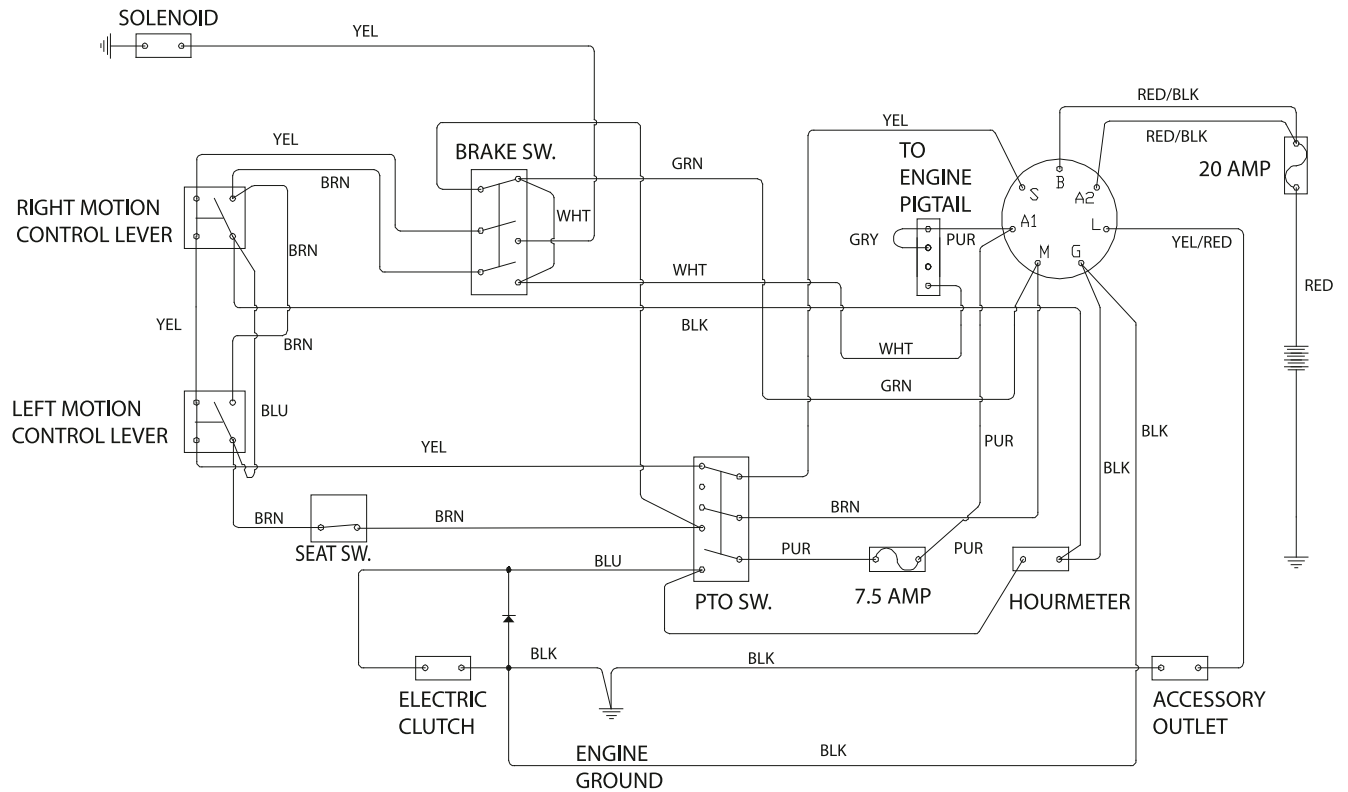 SOLENOID
YEL
RED/BLK
YEL
YEL
BRAKE SW.
GRN
TO
ENGINE
PIGTAIL
RED/BLK
20 AMP
BRN
B
S
A2
RIGHT MOTION
CONTROL LEVER
WHT
A1
L
GRY
PUR
YEL/RED
BRN
M
G
WHT
RED
YEL
BLK
BRN
WHT
GRN
LEFT MOTION
CONTROL LEVER
BLU
BLK
YEL
PUR
BLK
BRN
BRN
BRN
SEAT SW.
BLU
PUR
PUR
PTO SW.
7.5 AMP
HOURMETER
BLK
BLK
ELECTRIC
CLUTCH
ACCESSORY
OUTLET
ENGINE
GROUND
BLK